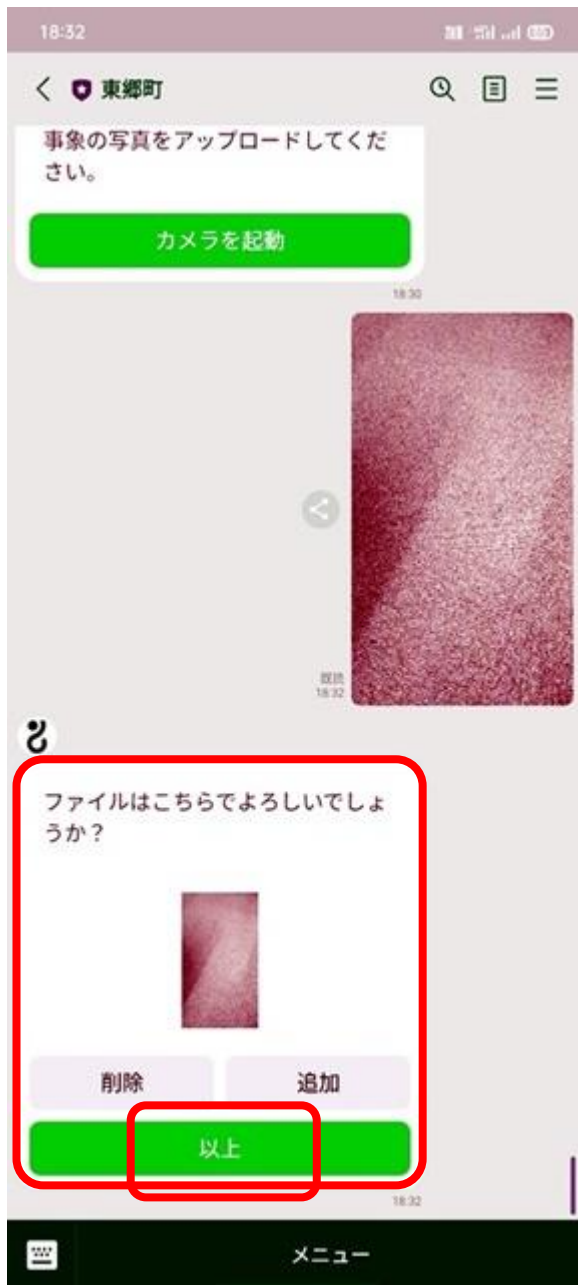 18:32
東郷町
事象の写真をアップロードしてくだ
さい。
カメラを起動
18:30
既読
18:32
ファイルはこちらでよろしいでしょ
うか？
削除 追加
以上
18:32
メニュー